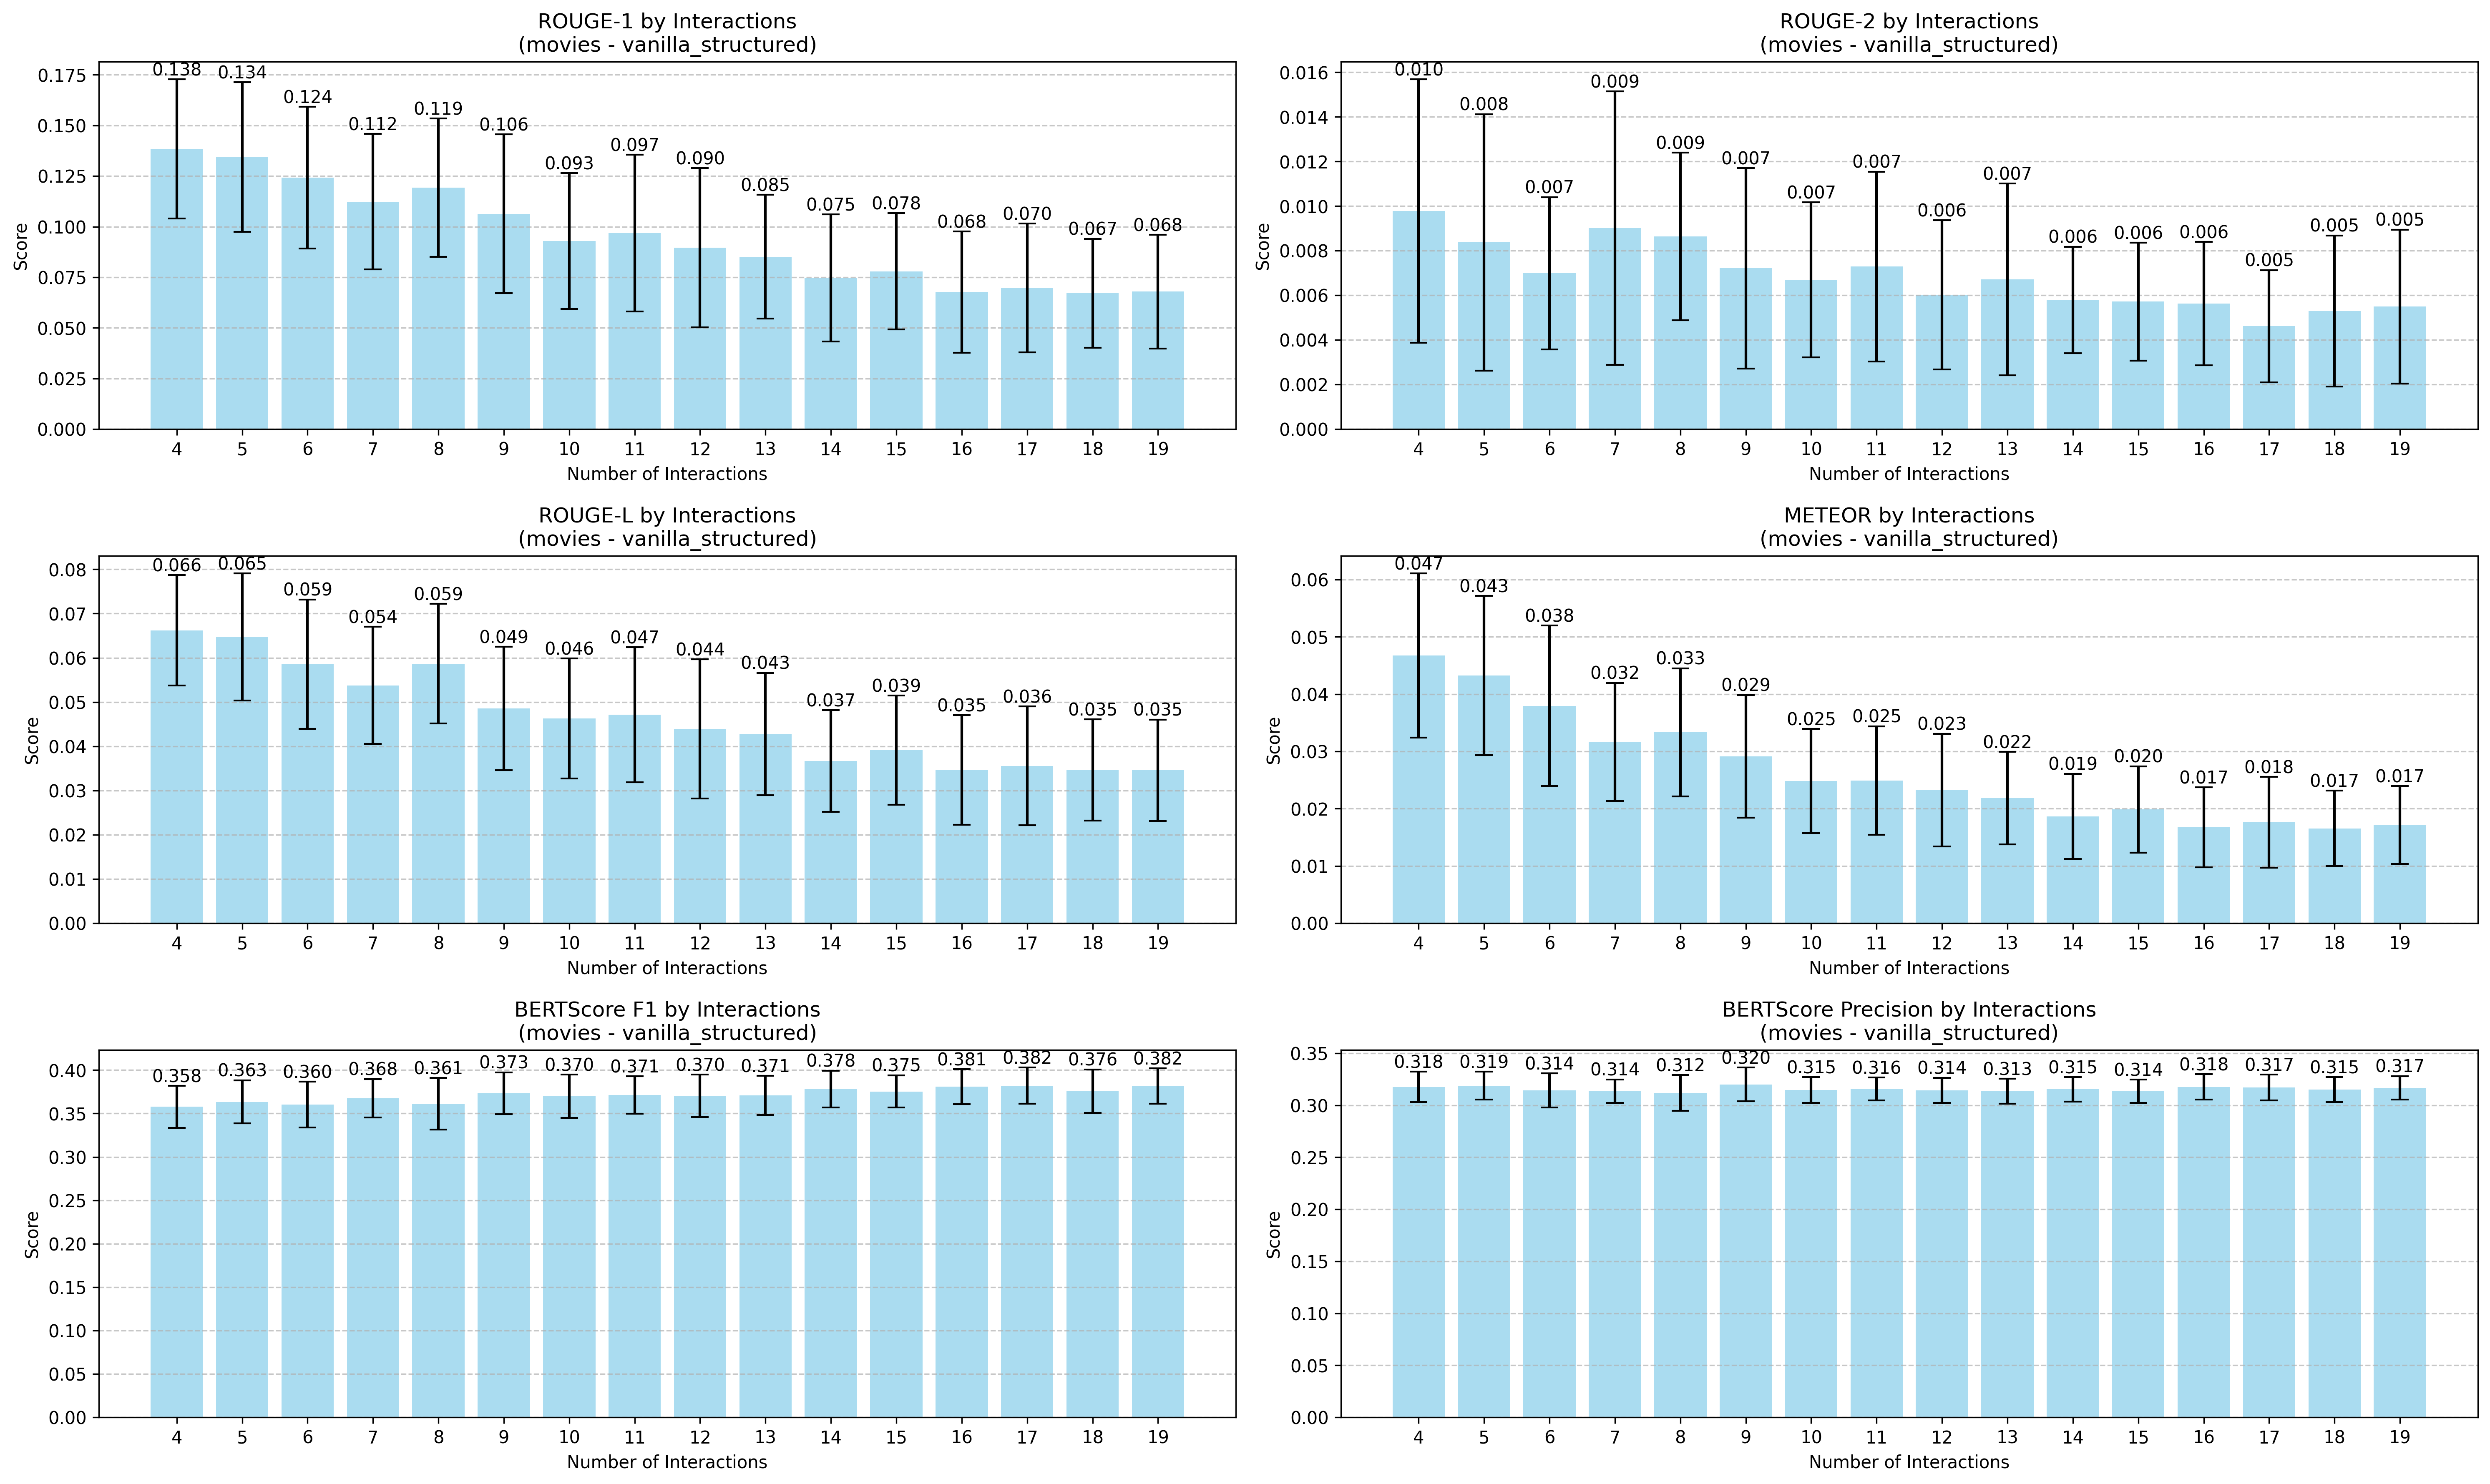 ROUGE-1 by Interactions
(movies - vanilla_structured)
0.138 0.134 0.124 0.112 0.119 0.106 0.093 0.097 0.090 0.085 0.075 0.078 0.068 0.070 0.067 0.068
0.175
0.150
0.125
0.100
0.075
0.050
0.025
0.000
Score
4 5 6 7 8 9 10 11 12 13 14 15 16 17 18 19
Number of Interactions
ROUGE-2 by Interactions
(movies - vanilla_structured)
0.010 0.008 0.007 0.009 0.009 0.007 0.007 0.007 0.006 0.007 0.006 0.006 0.006 0.005 0.005 0.005
0.016
0.014
0.012
0.010
0.008
0.006
0.004
0.002
0.000
Score
4 5 6 7 8 9 10 11 12 13 14 15 16 17 18 19
Number of Interactions
ROUGE-L by Interactions
(movies - vanilla_structured)
0.066 0.065 0.059 0.054 0.059 0.049 0.046 0.047 0.044 0.043 0.037 0.039 0.035 0.036 0.035 0.035
0.08
0.07
0.06
0.05
0.04
0.03
0.02
0.01
0.00
Score
4 5 6 7 8 9 10 11 12 13 14 15 16 17 18 19
Number of Interactions
METEOR by Interactions
(movies - vanilla_structured)
0.047 0.043 0.038 0.032 0.033 0.029 0.025 0.025 0.023 0.022 0.019 0.020 0.017 0.018 0.017 0.017
0.06
0.05
0.04
0.03
0.02
0.01
0.00
Score
4 5 6 7 8 9 10 11 12 13 14 15 16 17 18 19
Number of Interactions
BERTScore F1 by Interactions
(movies - vanilla_structured)
0.358 0.363 0.360 0.368 0.361 0.373 0.370 0.371 0.370 0.371 0.378 0.375 0.381 0.382 0.376 0.382
0.40
0.35
0.30
0.25
0.20
0.15
0.10
0.05
0.00
Score
4 5 6 7 8 9 10 11 12 13 14 15 16 17 18 19
Number of Interactions
BERTScore Precision by Interactions
(movies - vanilla_structured)
0.318 0.319 0.314 0.314 0.312 0.320 0.315 0.316 0.314 0.313 0.315 0.314 0.318 0.317 0.315 0.317
0.35
0.30
0.25
0.20
0.15
0.10
0.05
0.00
Score
4 5 6 7 8 9 10 11 12 13 14 15 16 17 18 19
Number of Interactions